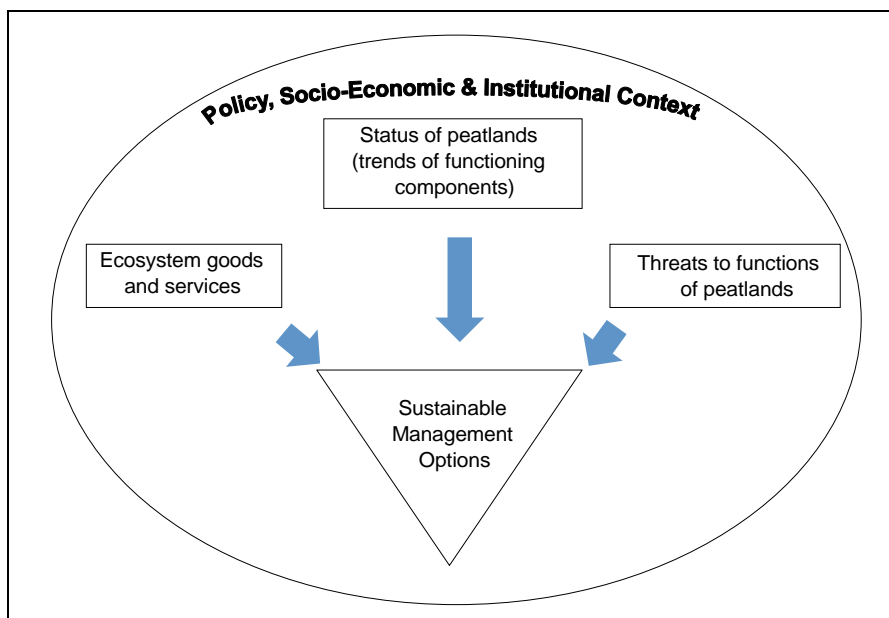 Policy, Socio-Economic & Institutional Context
Status of peatlands
(trends of functioning
components)
Ecosystem goods
and services
Threats to functions
of peatlands
Sustainable
Management
Options